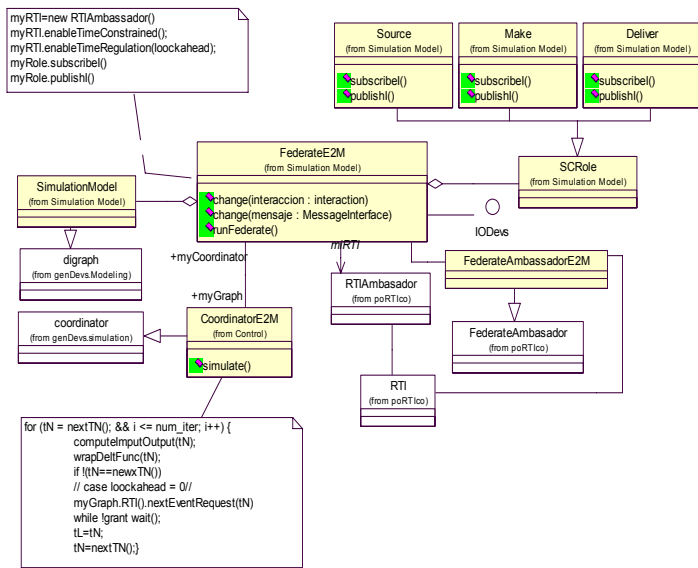 myRTI=new RTIAmbasador()
myRTI.enableTimeConstrained();
myRTI.enableTimeRegulation(loockahead);
myRole.subscribeI()
myRole.publishI()
Source
(from Simulation Model)
subscribeI()
publishI()
Make
(from Simulation Model)
subscribeI()
publishI()
Deliver
(from Simulation Model)
subscribeI()
publishI()
FederateE2M
(from Simulation Model)
change(interaccion : interaction)
change(mensaje : MessageInterface)
runFederate()
SCRole
(from Simulation Model)
SimulationModel
(from Simulation Model)
IODevs
miRTI
digraph
(from genDevs.Modeling)
+myCoordinator
+myGraph
RTIAmbasador
(from poRTIco)
FederateAmbassadorE2M
coordinator
(from genDevs.simulation)
CoordinatorE2M
(from Control)
simulate()
FederateAmbasador
(from poRTIco)
RTI
(from poRTIco)
for (tN = nextTN(); && i <= num_iter; i++) {
computeImputOutput(tN);
wrapDeltFunc(tN);
if !(tN==newxTN())
// case loockahead = 0//
myGraph.RTI().nextEventRequest(tN)
while !grant wait();
tL=tN;
tN=nextTN();}